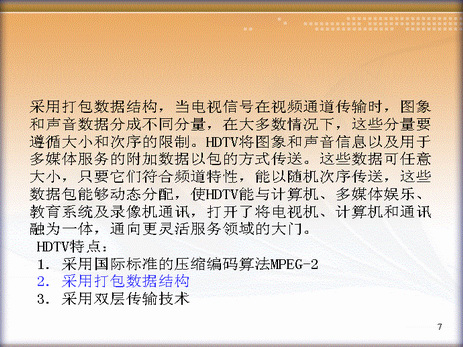 采用打包数据结构，当电视信号在视频通道传输时，图象
和声音数据分成不同分量，在大多数情况下，这些分量要
遵循大小和次序的限制。HDTV将图象和声音信息以及用于
多媒体服务的附加数据以包的方式传送。这些数据可任意
大小，只要它们符合频道特性，能以随机次序传送，这些
数据包能够动态分配，使HDTV能与计算机、多媒体娱乐、
教育系统及录像机通讯，打开了将电视机、计算机和通讯
融为一体，通向更灵活服务领域的大门。
HDTV特点：
1. 采用国际标准的压缩编码算法MPEG-2
2. 采用打包数据结构
3. 采用双层传输技术
7